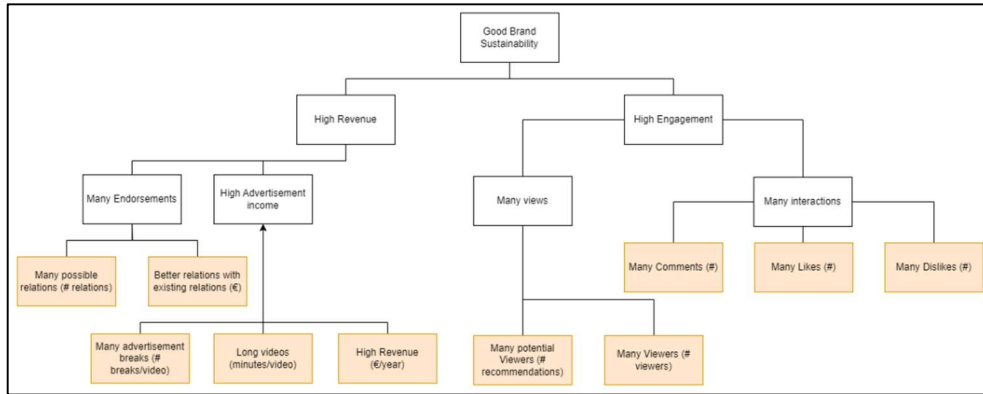 Good Brand
Sustainability
High Revenue
High Engagement
Many Endorsements
High Advertisement
income
Many views
Many interactions
Many possible
relations (# relations)
Better relations with
existing relations (€)
Many Comments (#)
Many Likes (#)
Many Dislikes (#)
Many advertisement
breaks (#
breaks/video)
Long videos
(minutes/video)
High Revenue
(€/year)
Many potential
Viewers (#
recommendations)
Many Viewers (#
viewers)